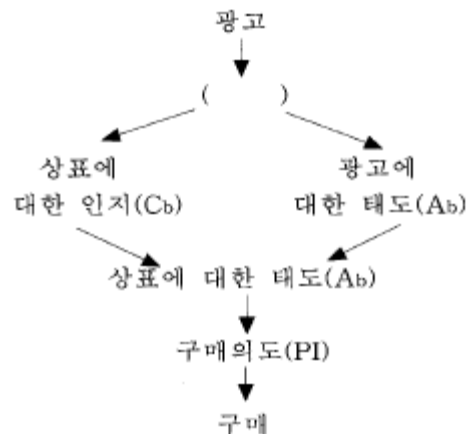 광고
( )
상표에 광고에
대한 인지(Cb) 대한 태도(Ab)
상표에 대한 태도(Ab)
구매의도(PI)
구매